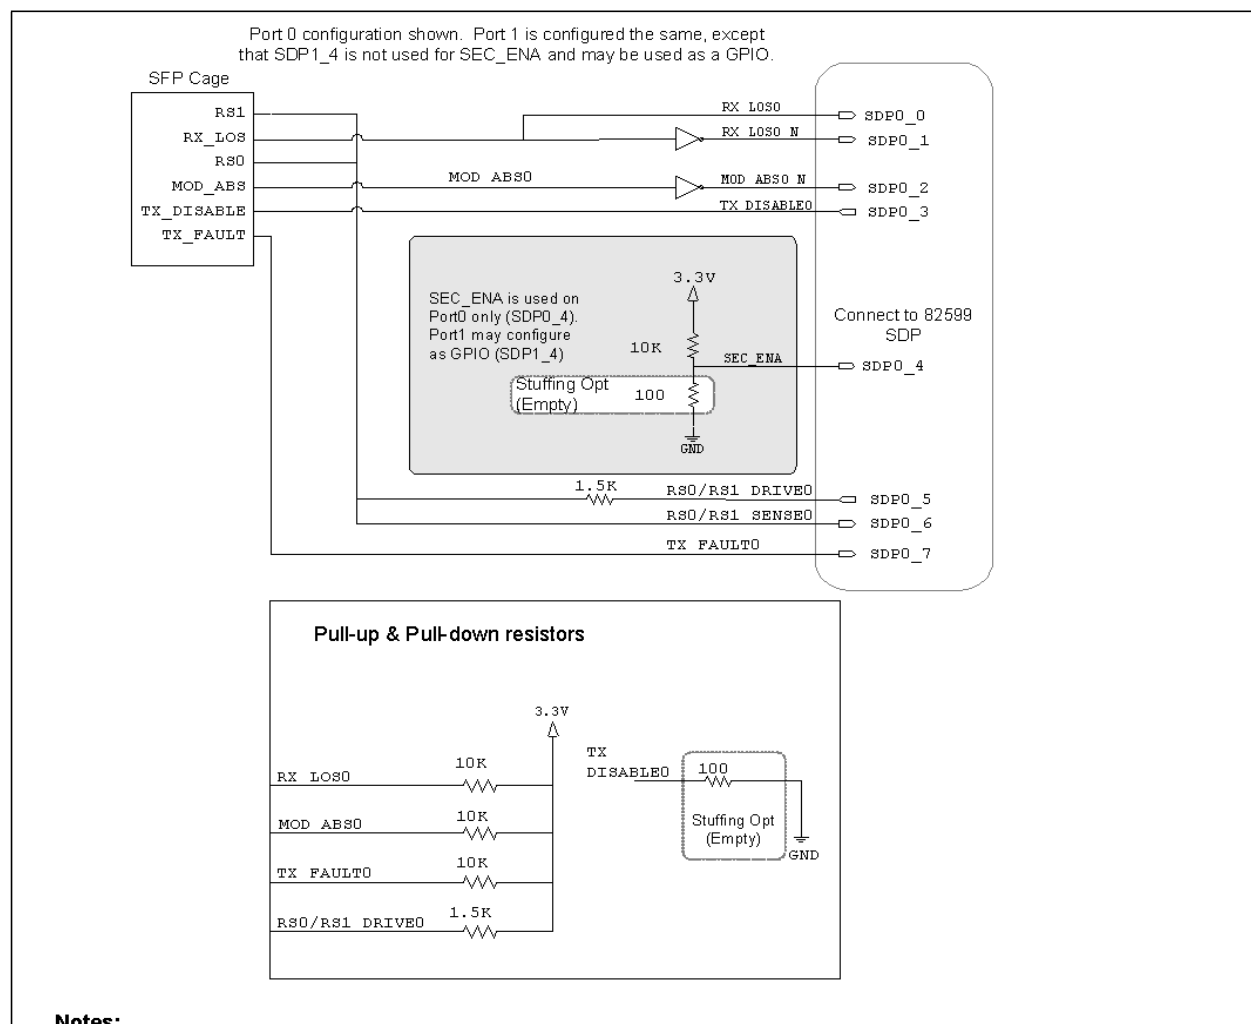 Port 0 configuration shown. Port 1 is configured the same, except
that SDP1_4 is not used for SEC_ENA and may be used as a GPIO.
SFP Cage
RS1
RX_LOS
RS0
MOD_ABS
TX_DISABLE
TX_FAULT
RX LOS0
RX LOS0 N
MOD ABS0
MOD ABS0 N
TX DISABLE0
SDP0_0
SDP0_1
SDP0_2
SDP0_3
SEC_ENA is used on
Port0 only (SDP0_4).
Port1 may configure
as GPIO (SDP1_4)
3.3V
10K
SEC_ENA
Stuffing Opt
(Empty)
100
GND
Connect to 82599
SDP
SDP0_4
1.5K
RS0/RS1 DRIVE0
SDP0_5
RS0/RS1 SENSE0
SDP0_6
TX FAULT0
SDP0_7
Pull-up & Pull-down resistors
3.3V
RX LOS0
10K
MOD ABS0
10K
TX FAULT0
10K
RS0/RS1 DRIVE0
1.5K
TX
DISABLE0
100
Stuffing Opt
(Empty)
GND
Notes: